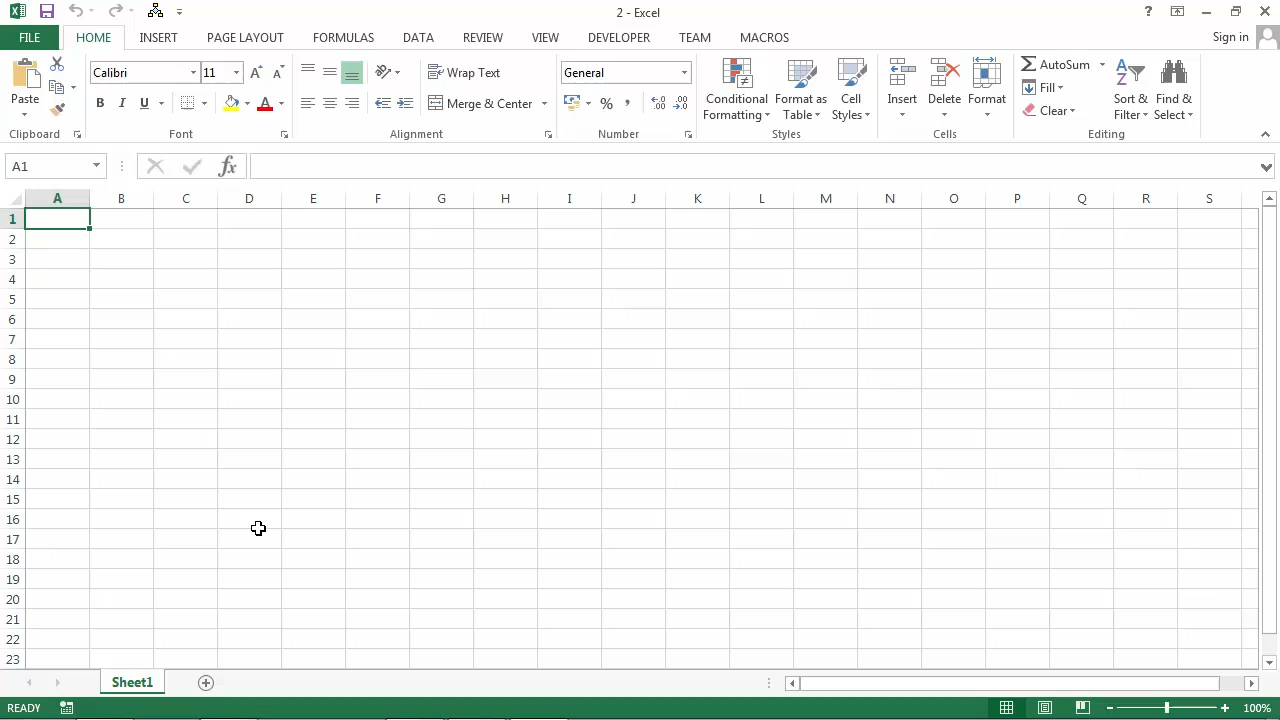 2 - Excel
?
FILE HOME INSERT PAGE LAYOUT FORMULAS DATA REVIEW VIEW DEVELOPER TEAM MACROS Sign in
Calibri 11 Wrap Text General AutoSum
Paste Conditional Formatting Format as Table Cell Styles Insert Delete Format Fill Sort & Filter Find & Select
B I U A Merge & Center % , Clear
Clipboard Font Alignment Number Styles Cells Editing
A1 fx
A B C D E F G H I J K L M N O P Q R S
1
2
3
4
5
6
7
8
9
10
11
12
13
14
15
16
17
18
19
20
21
22
23
Sheet1
READY 100%